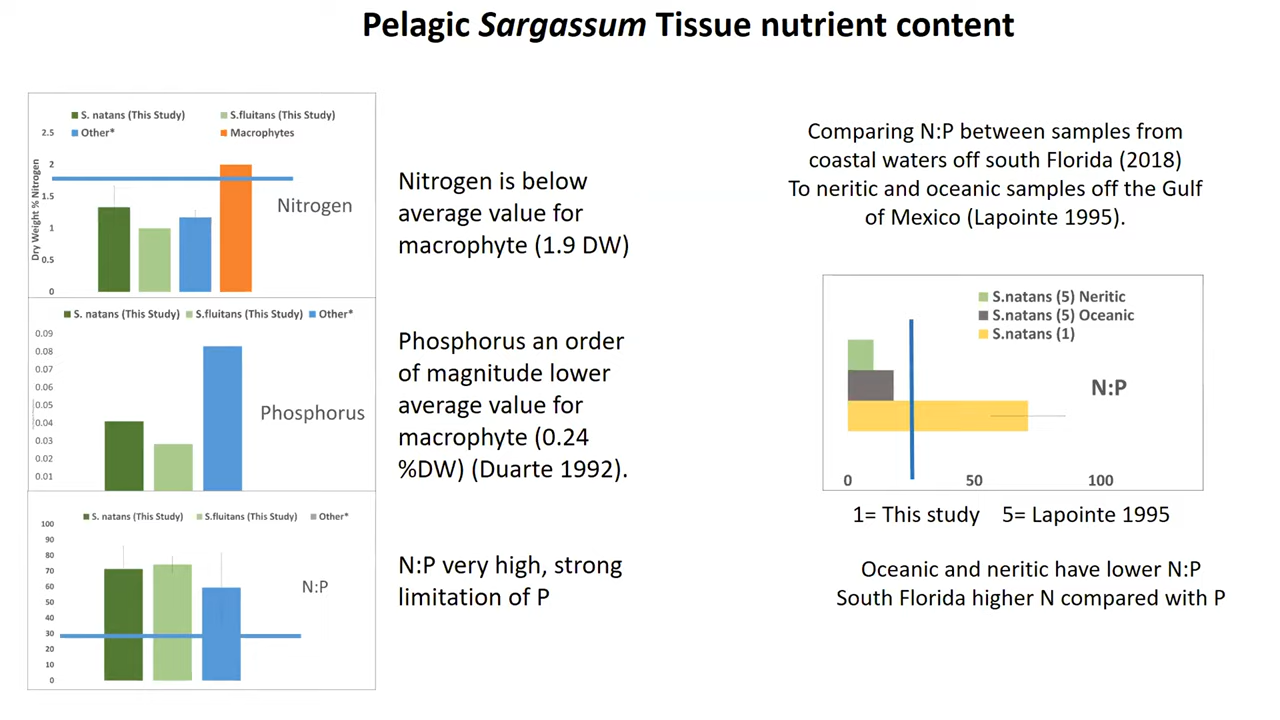 Pelagic Sargassum Tissue nutrient content
S. natans (This Study)
S.fluitans (This Study)
Other*
Macrophytes
Dry Weight % Nitrogen
2.5
2
1.5
1
0.5
0
Nitrogen
Nitrogen is below
average value for
macrophyte (1.9 DW)
S. natans (This Study)
S.fluitans (This Study)
Other*
0.09
0.08
0.07
0.06
0.05
0.04
0.03
0.02
0.01
Phosphorus
Phosphorus an order
of magnitude lower
average value for
macrophyte (0.24
%DW) (Duarte 1992).
S. natans (This Study)
S.fluitans (This Study)
Other*
100
90
80
70
60
50
40
30
20
10
0
N:P
N:P very high, strong
limitation of P
Comparing N:P between samples from
coastal waters off south Florida (2018)
To neritic and oceanic samples off the Gulf
of Mexico (Lapointe 1995).
S.natans (5) Neritic
S.natans (5) Oceanic
S.natans (1)
N:P
0 50 100
1= This study 5= Lapointe 1995
Oceanic and neritic have lower N:P
South Florida higher N compared with P